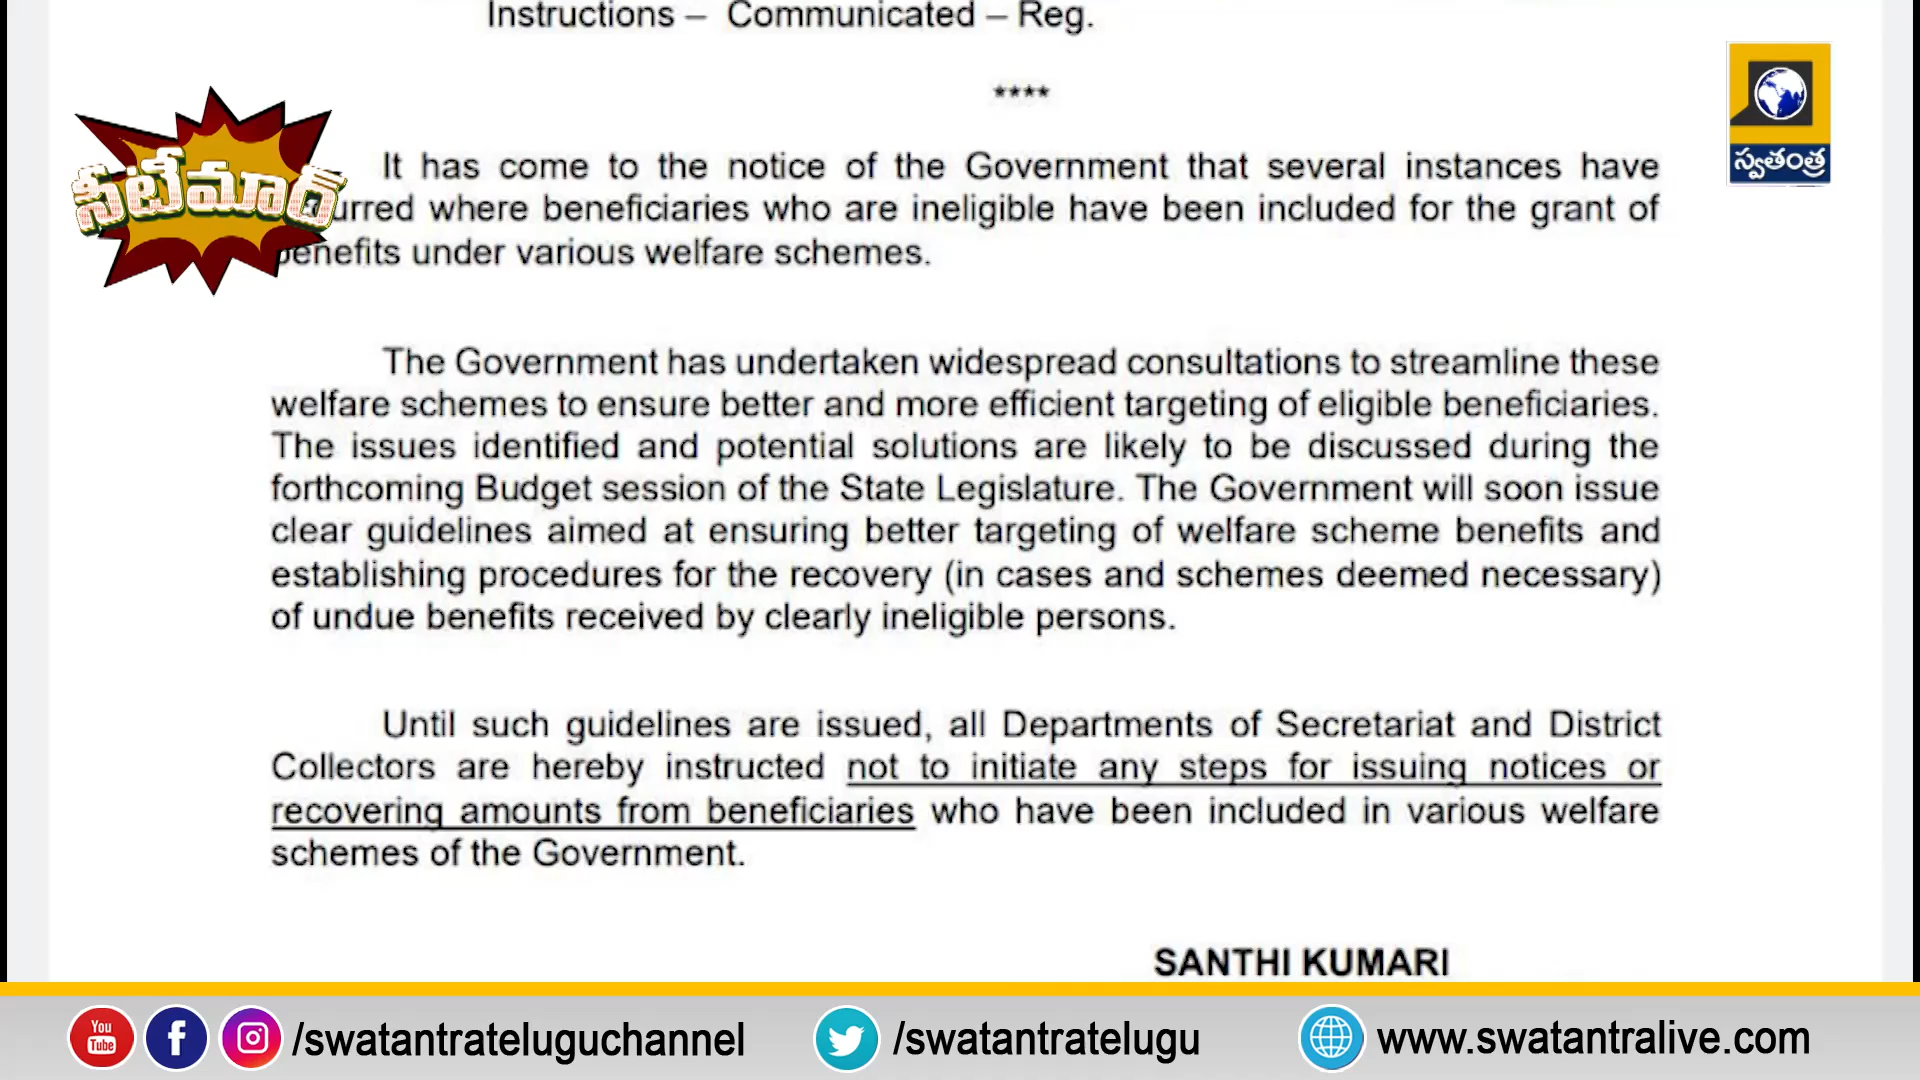 Instructions – Communicated – Reg.
****
నీటీమార్
స్వతంత్ర
It has come to the notice of the Government that several instances have
urred where beneficiaries who are ineligible have been included for the grant of
benefits under various welfare schemes.
The Government has undertaken widespread consultations to streamline these
welfare schemes to ensure better and more efficient targeting of eligible beneficiaries.
The issues identified and potential solutions are likely to be discussed during the
forthcoming Budget session of the State Legislature. The Government will soon issue
clear guidelines aimed at ensuring better targeting of welfare scheme benefits and
establishing procedures for the recovery (in cases and schemes deemed necessary)
of undue benefits received by clearly ineligible persons.
Until such guidelines are issued, all Departments of Secretariat and District
Collectors are hereby instructed not to initiate any steps for issuing notices or
recovering amounts from beneficiaries who have been included in various welfare
schemes of the Government.
SANTHI KUMARI
You Tube /swatantrateluguchannel /swatantratelugu www.swatantralive.com